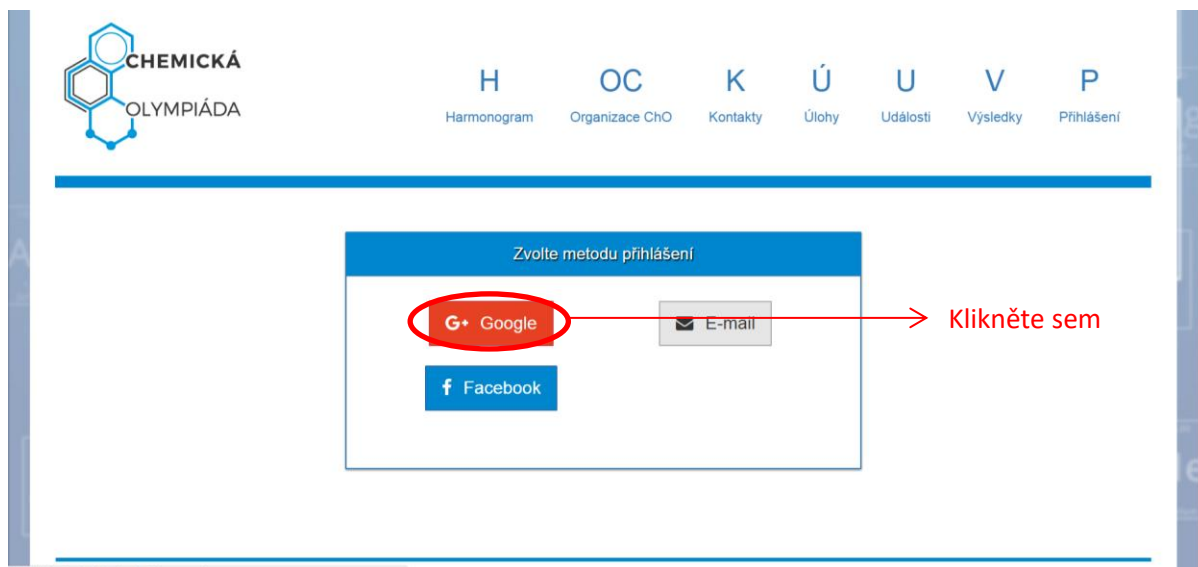 CHEMICKÁ
OLYMPIÁDA
H OC K Ú U V P
Harmonogram Organizace ChO Kontakty Úlohy Události Výsledky Přihlášení
Zvolte metodu přihlášení
G+ Google
E-mail
Klikněte sem
f Facebook